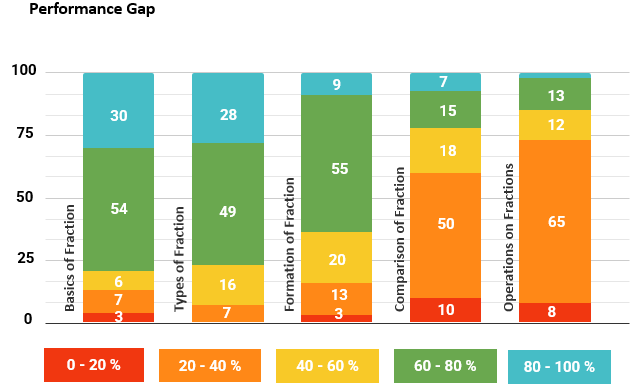 Performance Gap
100
75
50
25
0
Basics of Fraction
30
54
6
7
3
Types of Fraction
28
49
16
7
Formation of Fraction
9
55
20
13
3
Comparison of Fraction
7
15
18
50
10
Operations on Fractions
13
12
65
8
0 - 20 %
20 - 40 %
40 - 60 %
60 - 80 %
80 - 100 %